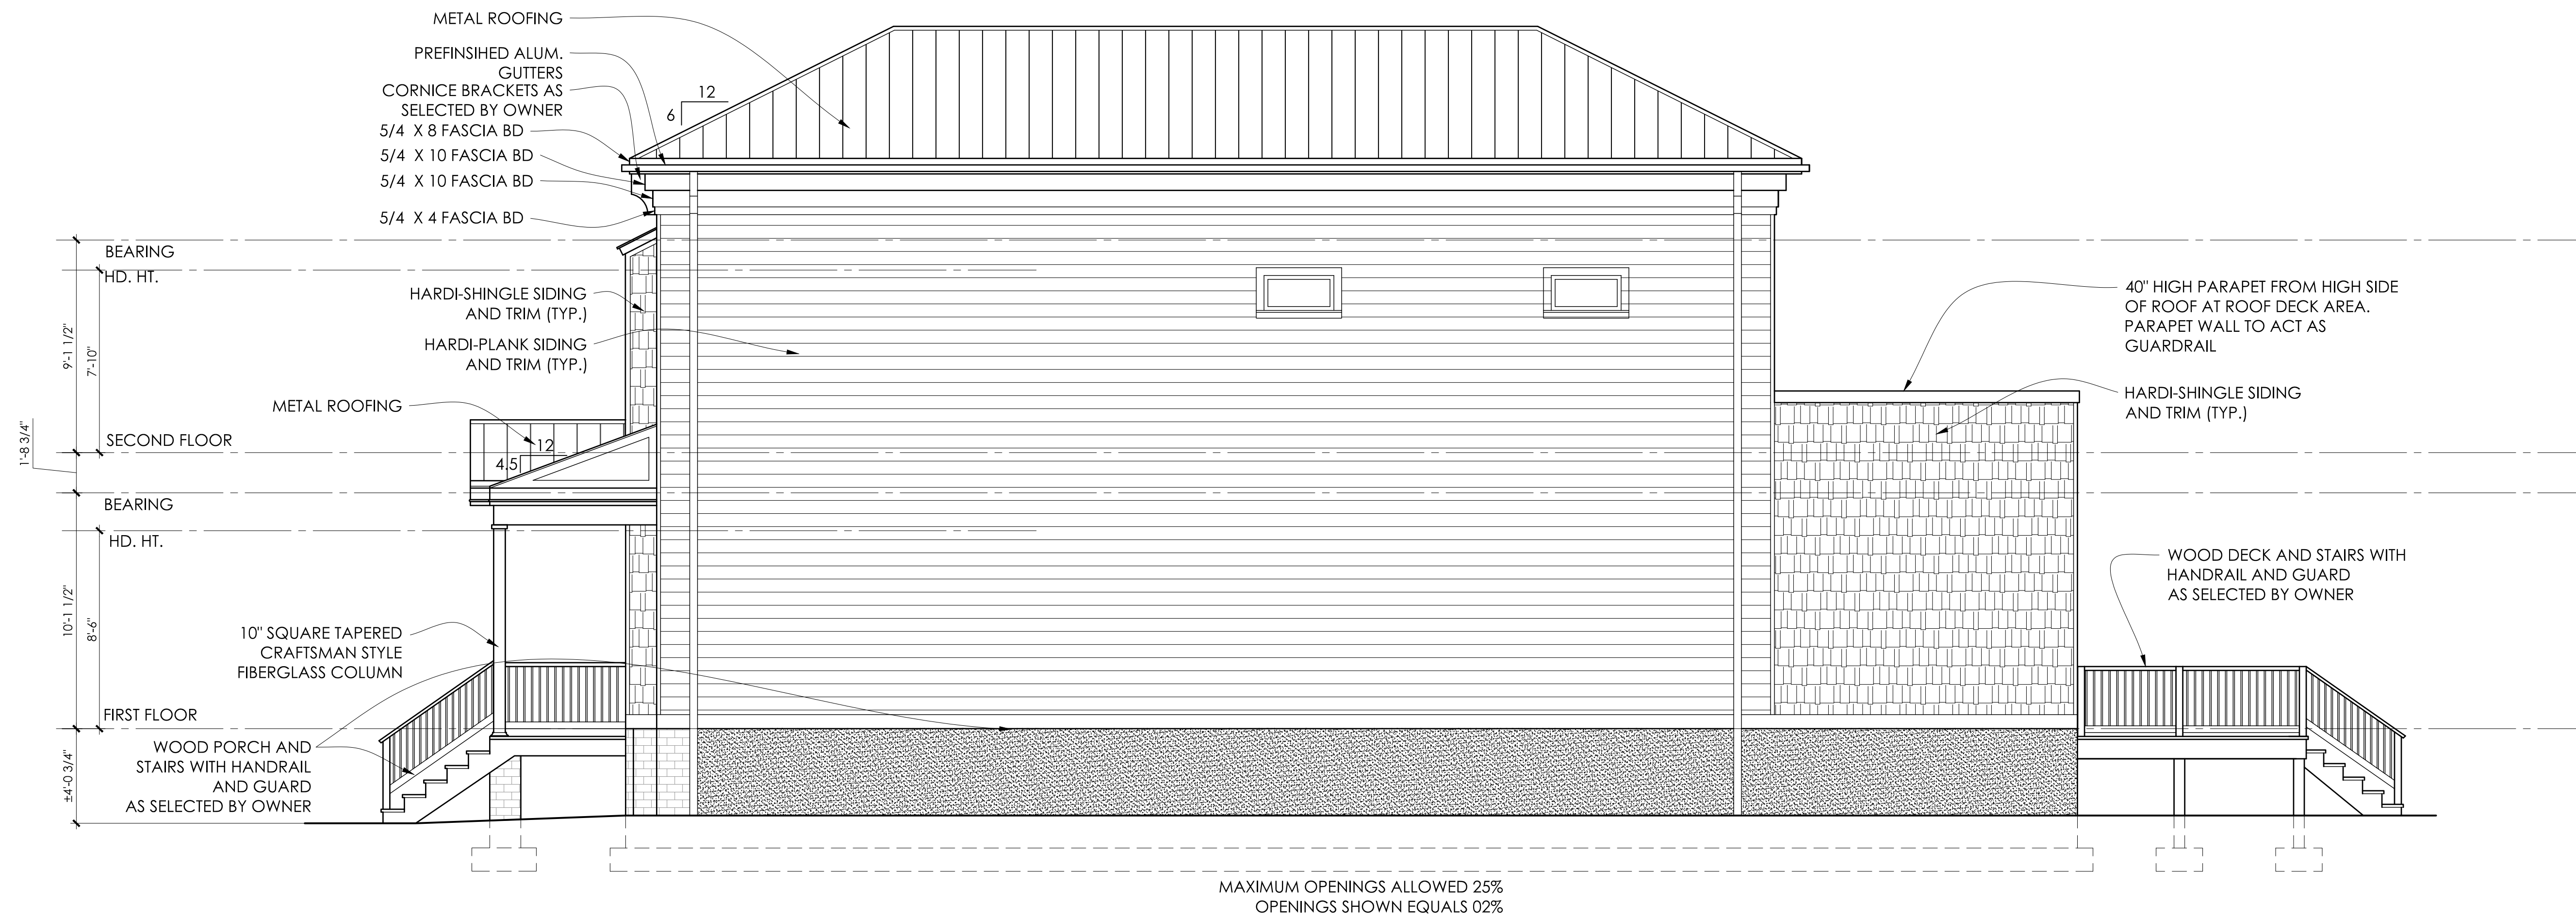 METAL ROOFING
PREFINSIHED ALUM.
GUTTERS
CORNICE BRACKETS AS
SELECTED BY OWNER
5/4 X 8 FASCIA BD
5/4 X 10 FASCIA BD
5/4 X 10 FASCIA BD
5/4 X 4 FASCIA BD
12
6
BEARING
HD. HT.
9'-1 1/2"
7'-10"
HARDI-SHINGLE SIDING
AND TRIM (TYP.)
HARDI-PLANK SIDING
AND TRIM (TYP.)
METAL ROOFING
12
4.5
SECOND FLOOR
1'-8 3/4"
BEARING
HD. HT.
10'-1 1/2"
8'-6"
10" SQUARE TAPERED
CRAFTSMAN STYLE
FIBERGLASS COLUMN
FIRST FLOOR
±4'-0 3/4"
WOOD PORCH AND
STAIRS WITH HANDRAIL
AND GUARD
AS SELECTED BY OWNER
40" HIGH PARAPET FROM HIGH SIDE
OF ROOF AT ROOF DECK AREA.
PARAPET WALL TO ACT AS
GUARDRAIL
HARDI-SHINGLE SIDING
AND TRIM (TYP.)
WOOD DECK AND STAIRS WITH
HANDRAIL AND GUARD
AS SELECTED BY OWNER
MAXIMUM OPENINGS ALLOWED 25%
OPENINGS SHOWN EQUALS 02%